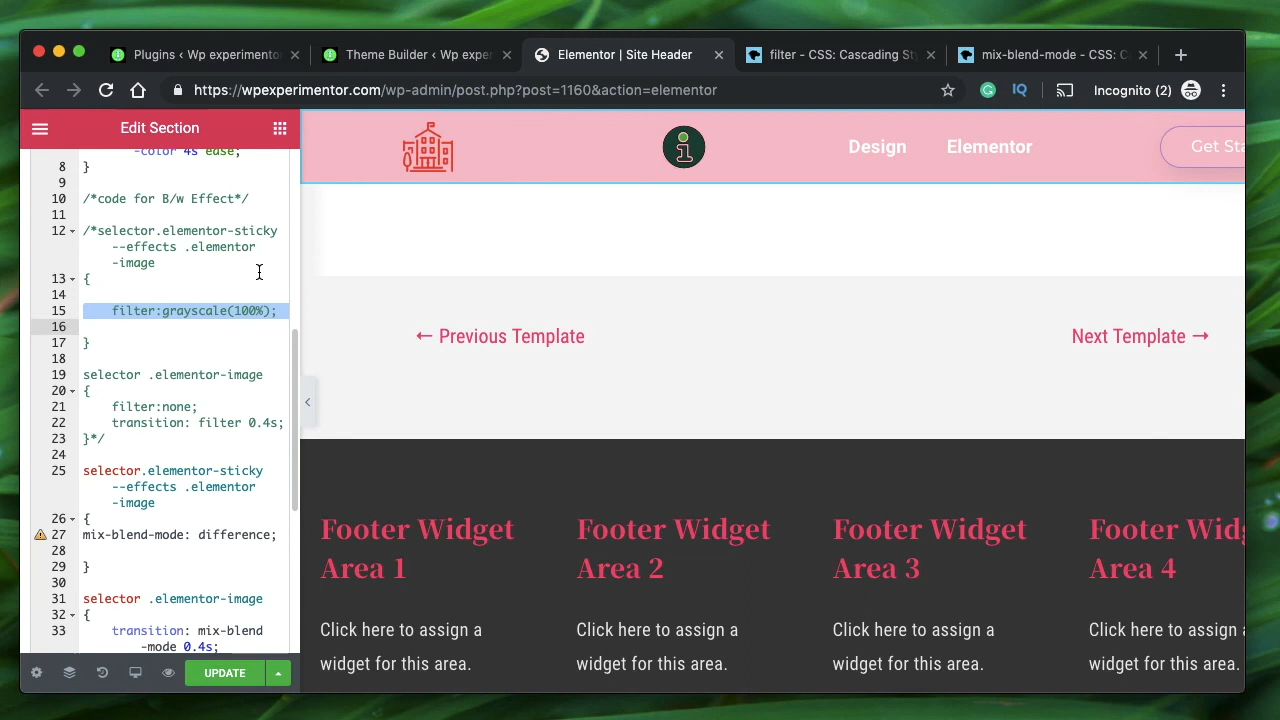 Plugins ‹ Wp experimento
Theme Builder ‹ Wp expe
Elementor | Site Header
filter - CSS: Cascading Sty
mix-blend-mode - CSS: C
https://wpexperimentor.com/wp-admin/post.php?post=1160&action=elementor
IQ
Incognito (2)
Edit Section
-color 4s ease;
8 }
9
10 /*code for B/w Effect*/
11
12 /*selector.elementor-sticky
--effects .elementor
-image
13 {
14
15 filter:grayscale(100%);
16
17 }
18
19 selector .elementor-image
20 {
21 filter:none;
22 transition: filter 0.4s;
23 }*/
24
25 selector.elementor-sticky
--effects .elementor
-image
26 {
27 mix-blend-mode: difference;
28
29 }
30
31 selector .elementor-image
32 {
33 transition: mix-blend
-mode 0.4s;
UPDATE
Design
Elementor
Get Sta
← Previous Template
Next Template →
Footer Widget
Area 1
Click here to assign a
widget for this area.
Footer Widget
Area 2
Click here to assign a
widget for this area.
Footer Widget
Area 3
Click here to assign a
widget for this area.
Footer Widg
Area 4
Click here to assign a
widget for this area.